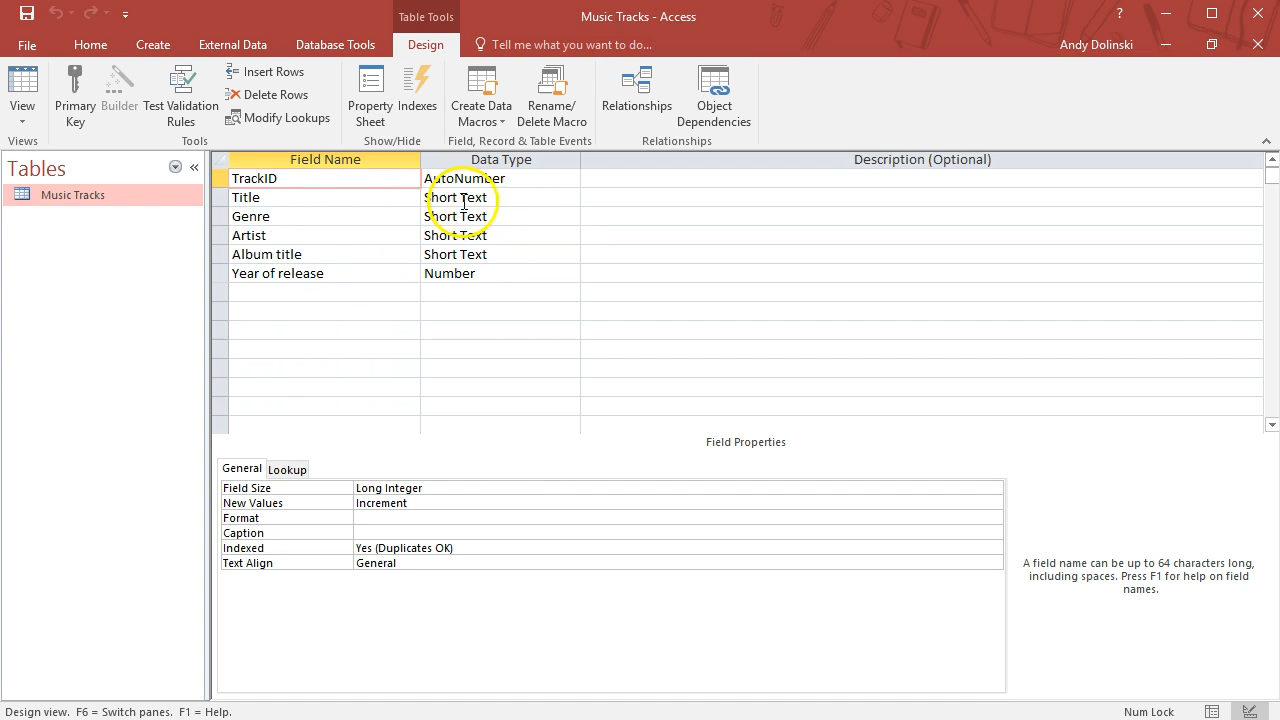 Table Tools
Music Tracks - Access
?
File
Home
Create
External Data
Database Tools
Design
Tell me what you want to do...
Andy Dolinski
View
Primary Key
Builder
Test Validation Rules
Insert Rows
Delete Rows
Modify Lookups
Property Sheet
Indexes
Create Data Macros
Rename/ Delete Macro
Relationships
Object Dependencies
Views
Tools
Show/Hide
Field, Record & Table Events
Relationships
Tables
Music Tracks
Field Name Data Type Description (Optional)
TrackID AutoNumber
Title Short Text
Genre Short Text
Artist Short Text
Album title Short Text
Year of release Number
Field Properties
General Lookup
Field Size Long Integer
New Values Increment
Format
Caption
Indexed Yes (Duplicates OK)
Text Align General
A field name can be up to 64 characters long,
including spaces. Press F1 for help on field
names.
Design view. F6 = Switch panes. F1 = Help.
Num Lock